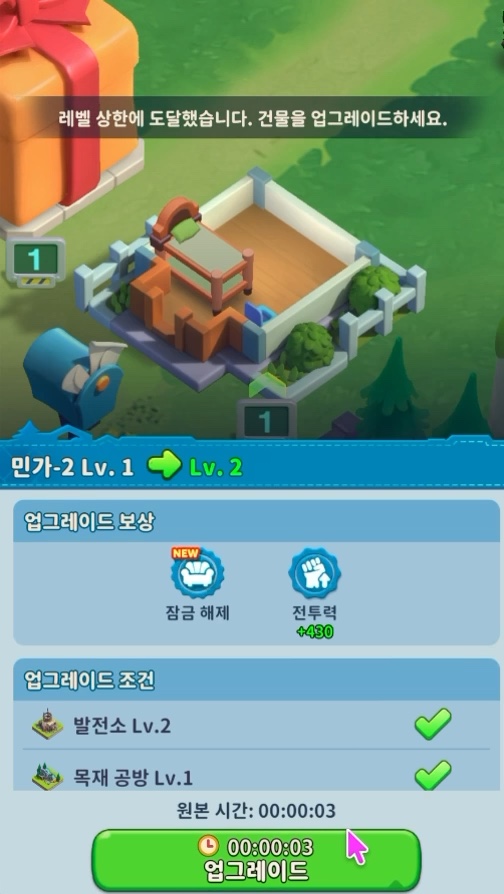 레벨 상한에 도달했습니다. 건물을 업그레이드하세요.
1
1
민가-2 Lv. 1 Lv. 2
업그레이드 보상
NEW
잠금 해제 전투력
+430
업그레이드 조건
발전소 Lv.2
목재 공방 Lv.1
원본 시간: 00:00:03
00:00:03
업그레이드